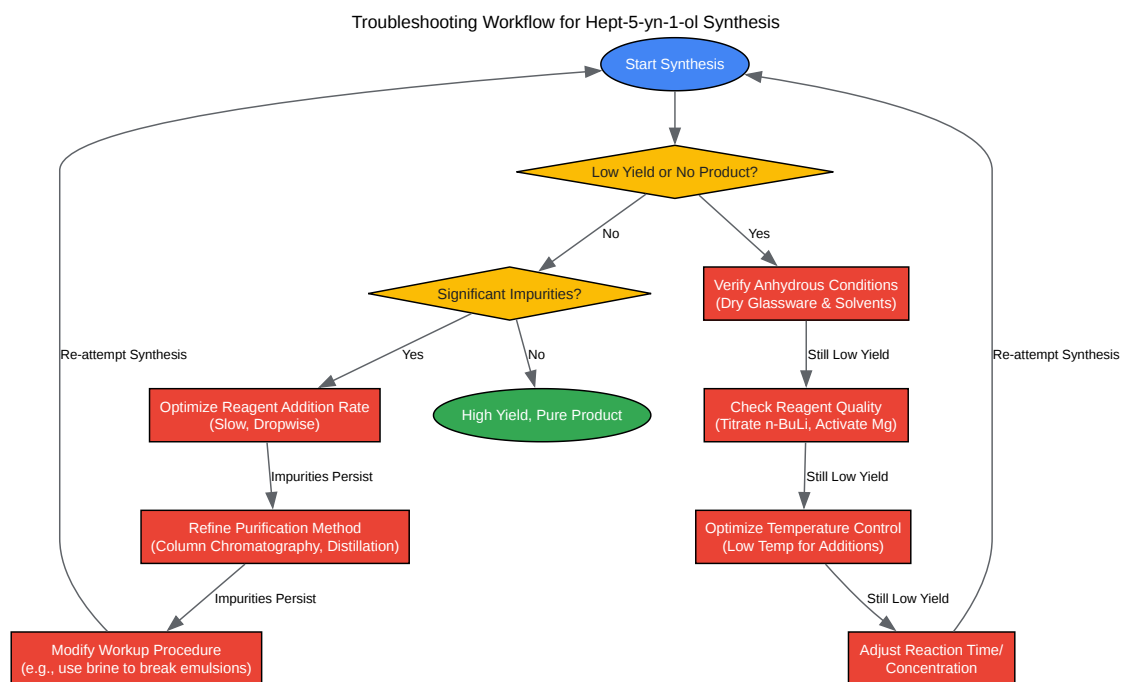 Troubleshooting Workflow for Hept-5-yn-1-ol Synthesis
Start Synthesis
Low Yield or No Product?
No
Yes
Significant Impurities?
Verify Anhydrous Conditions
(Dry Glassware & Solvents)
Re-attempt Synthesis
Yes
No
Still Low Yield
Re-attempt Synthesis
Optimize Reagent Addition Rate
(Slow, Dropwise)
High Yield, Pure Product
Check Reagent Quality
(Titrate n-BuLi, Activate Mg)
Impurities Persist
Still Low Yield
Refine Purification Method
(Column Chromatography, Distillation)
Optimize Temperature Control
(Low Temp for Additions)
Impurities Persist
Still Low Yield
Modify Workup Procedure
(e.g., use brine to break emulsions)
Adjust Reaction Time/
Concentration